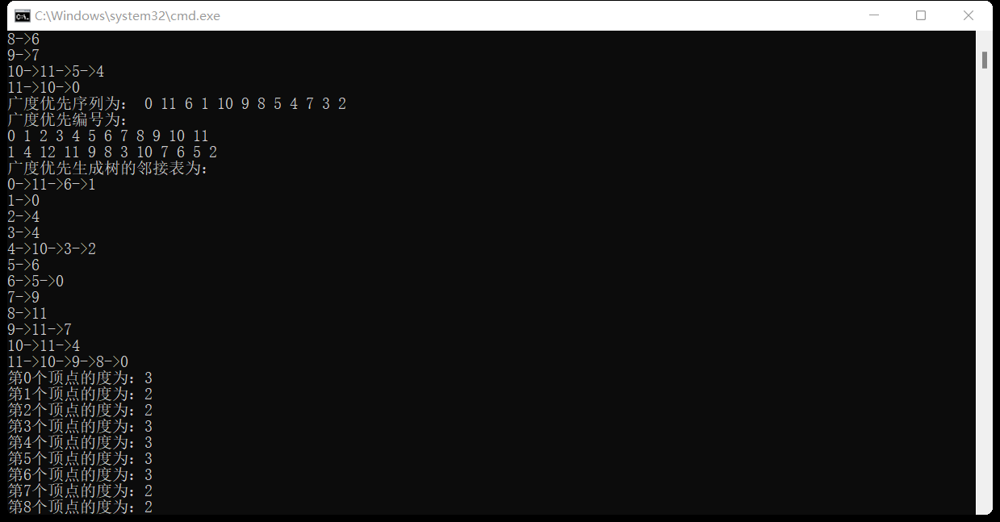 C:\Windows\system32\cmd.exe
8->6
9->7
10->11->5->4
11->10->0
广度优先序列为： 0 11 6 1 10 9 8 5 4 7 3 2
广度优先编号为：
0 1 2 3 4 5 6 7 8 9 10 11
1 4 12 11 9 8 3 10 7 6 5 2
广度优先生成树的邻接表为：
0->11->6->1
1->0
2->4
3->4
4->10->3->2
5->6
6->5->0
7->9
8->11
9->11->7
10->11->4
11->10->9->8->0
第0个顶点的度为：3
第1个顶点的度为：2
第2个顶点的度为：2
第3个顶点的度为：3
第4个顶点的度为：3
第5个顶点的度为：3
第6个顶点的度为：3
第7个顶点的度为：2
第8个顶点的度为：2